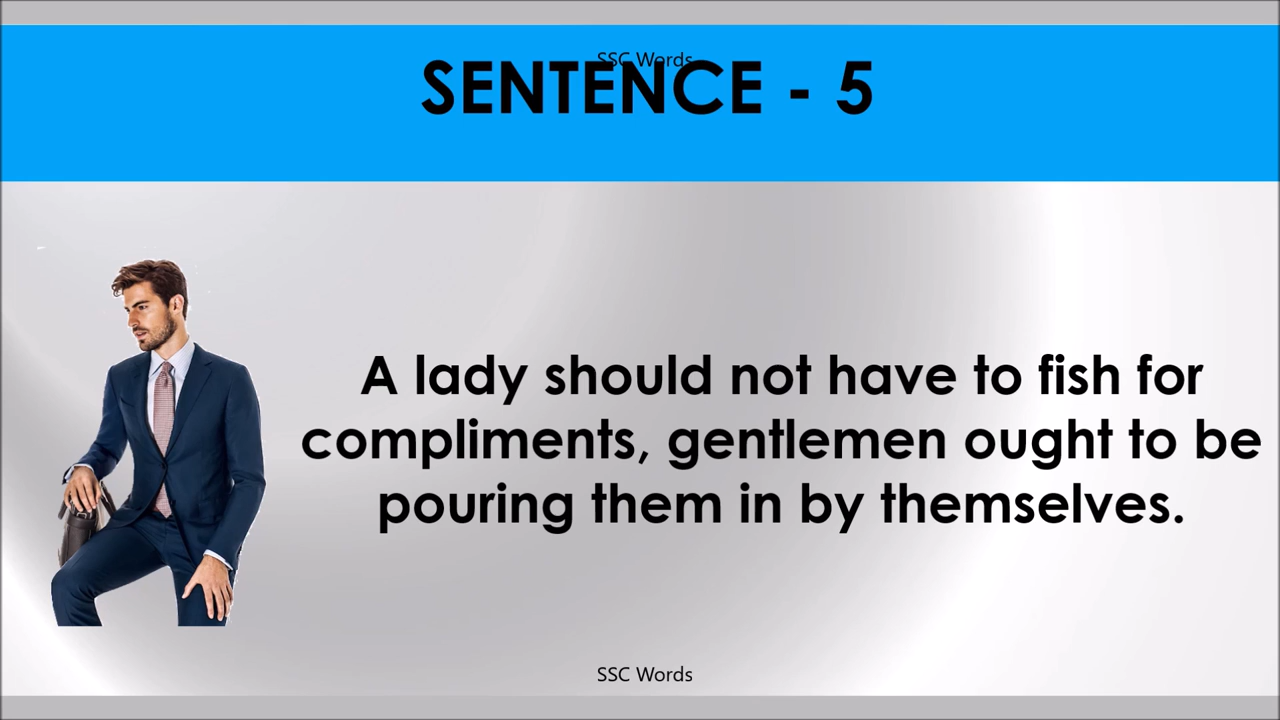 SSC Words
SENTENCE - 5
A lady should not have to fish for
compliments, gentlemen ought to be
pouring them in by themselves.
SSC Words